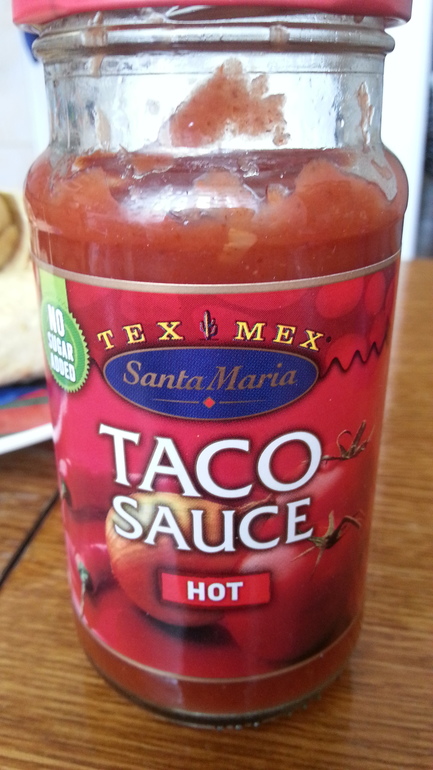 NO
SUGAR
ADDED
TEX MEX
Santa Maria
TACO
SAUCE
HOT